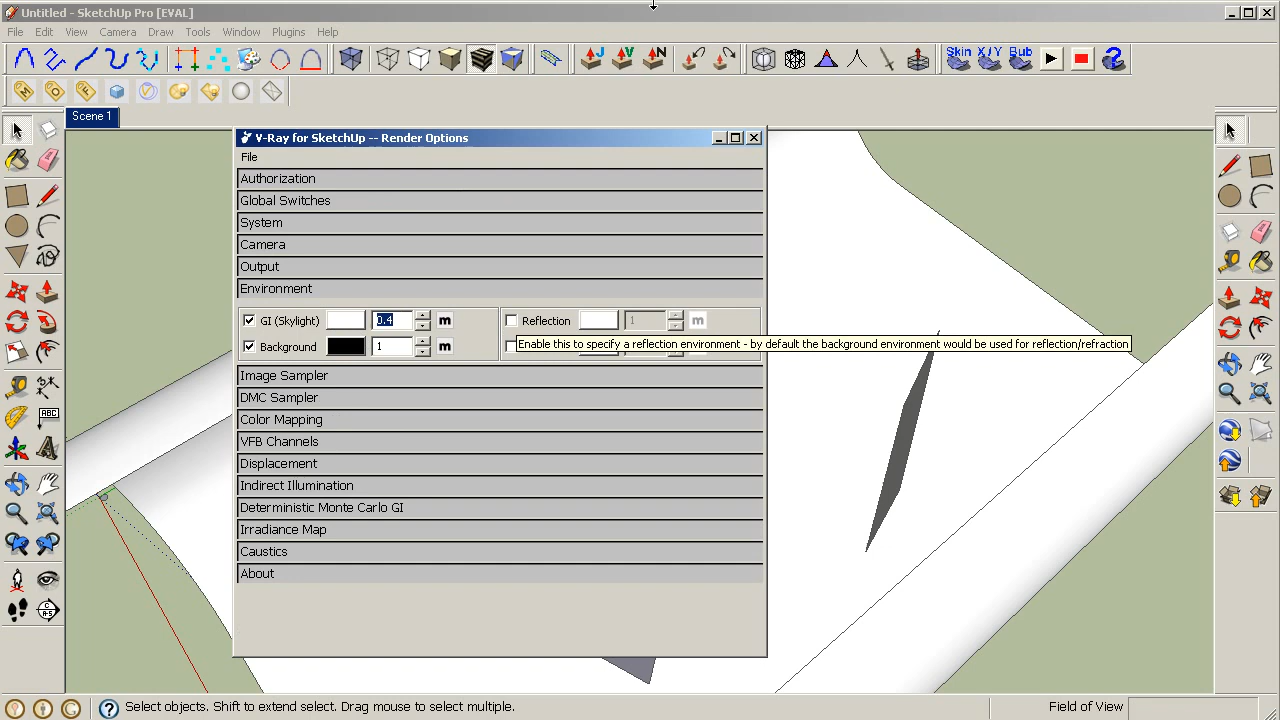 Untitled - SketchUp Pro [EVAL]
File Edit View Camera Draw Tools Window Plugins Help
J V N Skin X/Y Bub
M O F
Scene 1
V-Ray for SketchUp -- Render Options
File
Authorization
Global Switches
System
Camera
Output
Environment
GI (Skylight) 0.4 m Reflection 1 m
Background 1 m
Enable this to specify a reflection environment - by default the background environment would be used for reflection/refraction
Image Sampler
DMC Sampler
Color Mapping
VFB Channels
Displacement
Indirect Illumination
Deterministic Monte Carlo GI
Irradiance Map
Caustics
About
ABC
Select objects. Shift to extend select. Drag mouse to select multiple.
Field of View